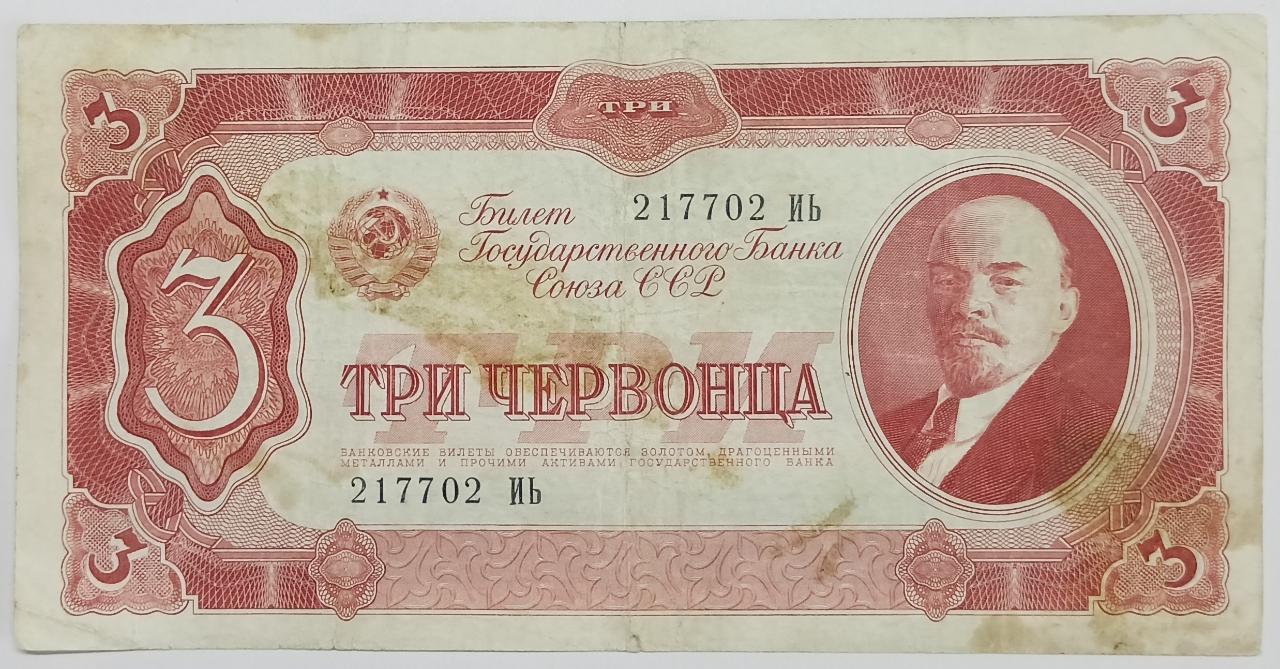 3 ТРИ 3
Билет 217702 ИЬ
Государственного Банка
Союза ССР
3
ТРИ
ТРИ ЧЕРВОНЦА
БАНКОВСКИЕ БИЛЕТЫ ОБЕСПЕЧИВАЮТСЯ ЗОЛОТОМ, ДРАГОЦЕННЫМИ
МЕТАЛЛАМИ И ПРОЧИМИ АКТИВАМИ ГОСУДАРСТВЕННОГО БАНКА
217702 ИЬ
3 3